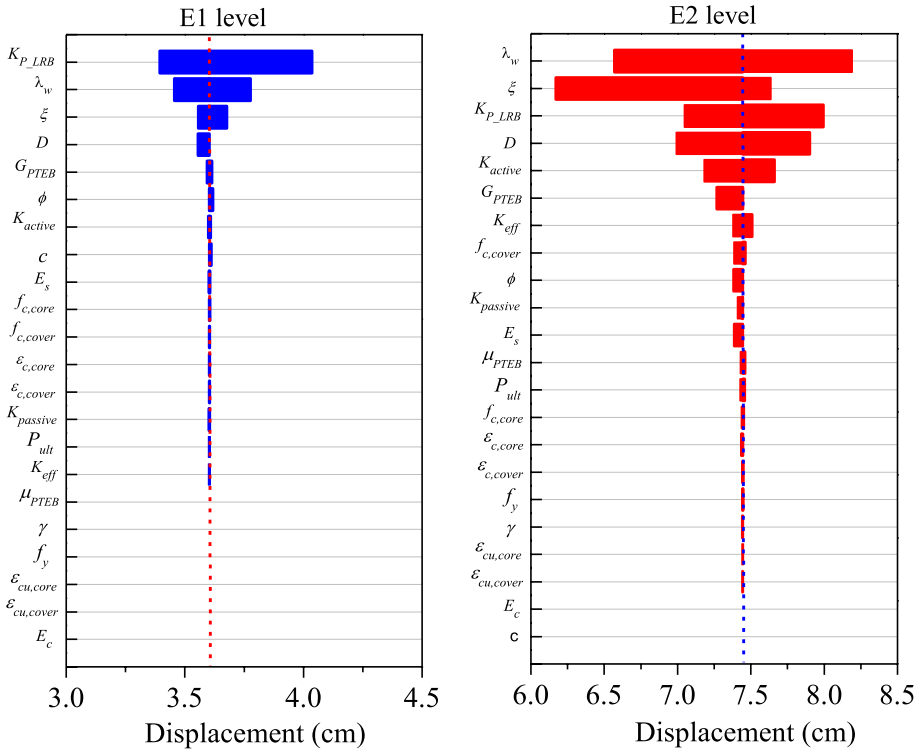 E1 level
K_P_LRB
λ_w
ξ
D
G_PTEB
ϕ
K_active
c
E_s
f_c,core
f_c,cover
ε_c,core
ε_c,cover
K_passive
P_ult
K_eff
μ_PTEB
γ
f_y
ε_cu,core
ε_cu,cover
E_c
3.0 3.5 4.0 4.5
Displacement (cm)
E2 level
λ_w
ξ
K_P_LRB
D
K_active
G_PTEB
K_eff
f_c,cover
ϕ
K_passive
E_s
μ_PTEB
P_ult
f_c,core
ε_c,core
ε_c,cover
f_y
γ
ε_cu,core
ε_cu,cover
E_c
c
6.0 6.5 7.0 7.5 8.0 8.5
Displacement (cm)